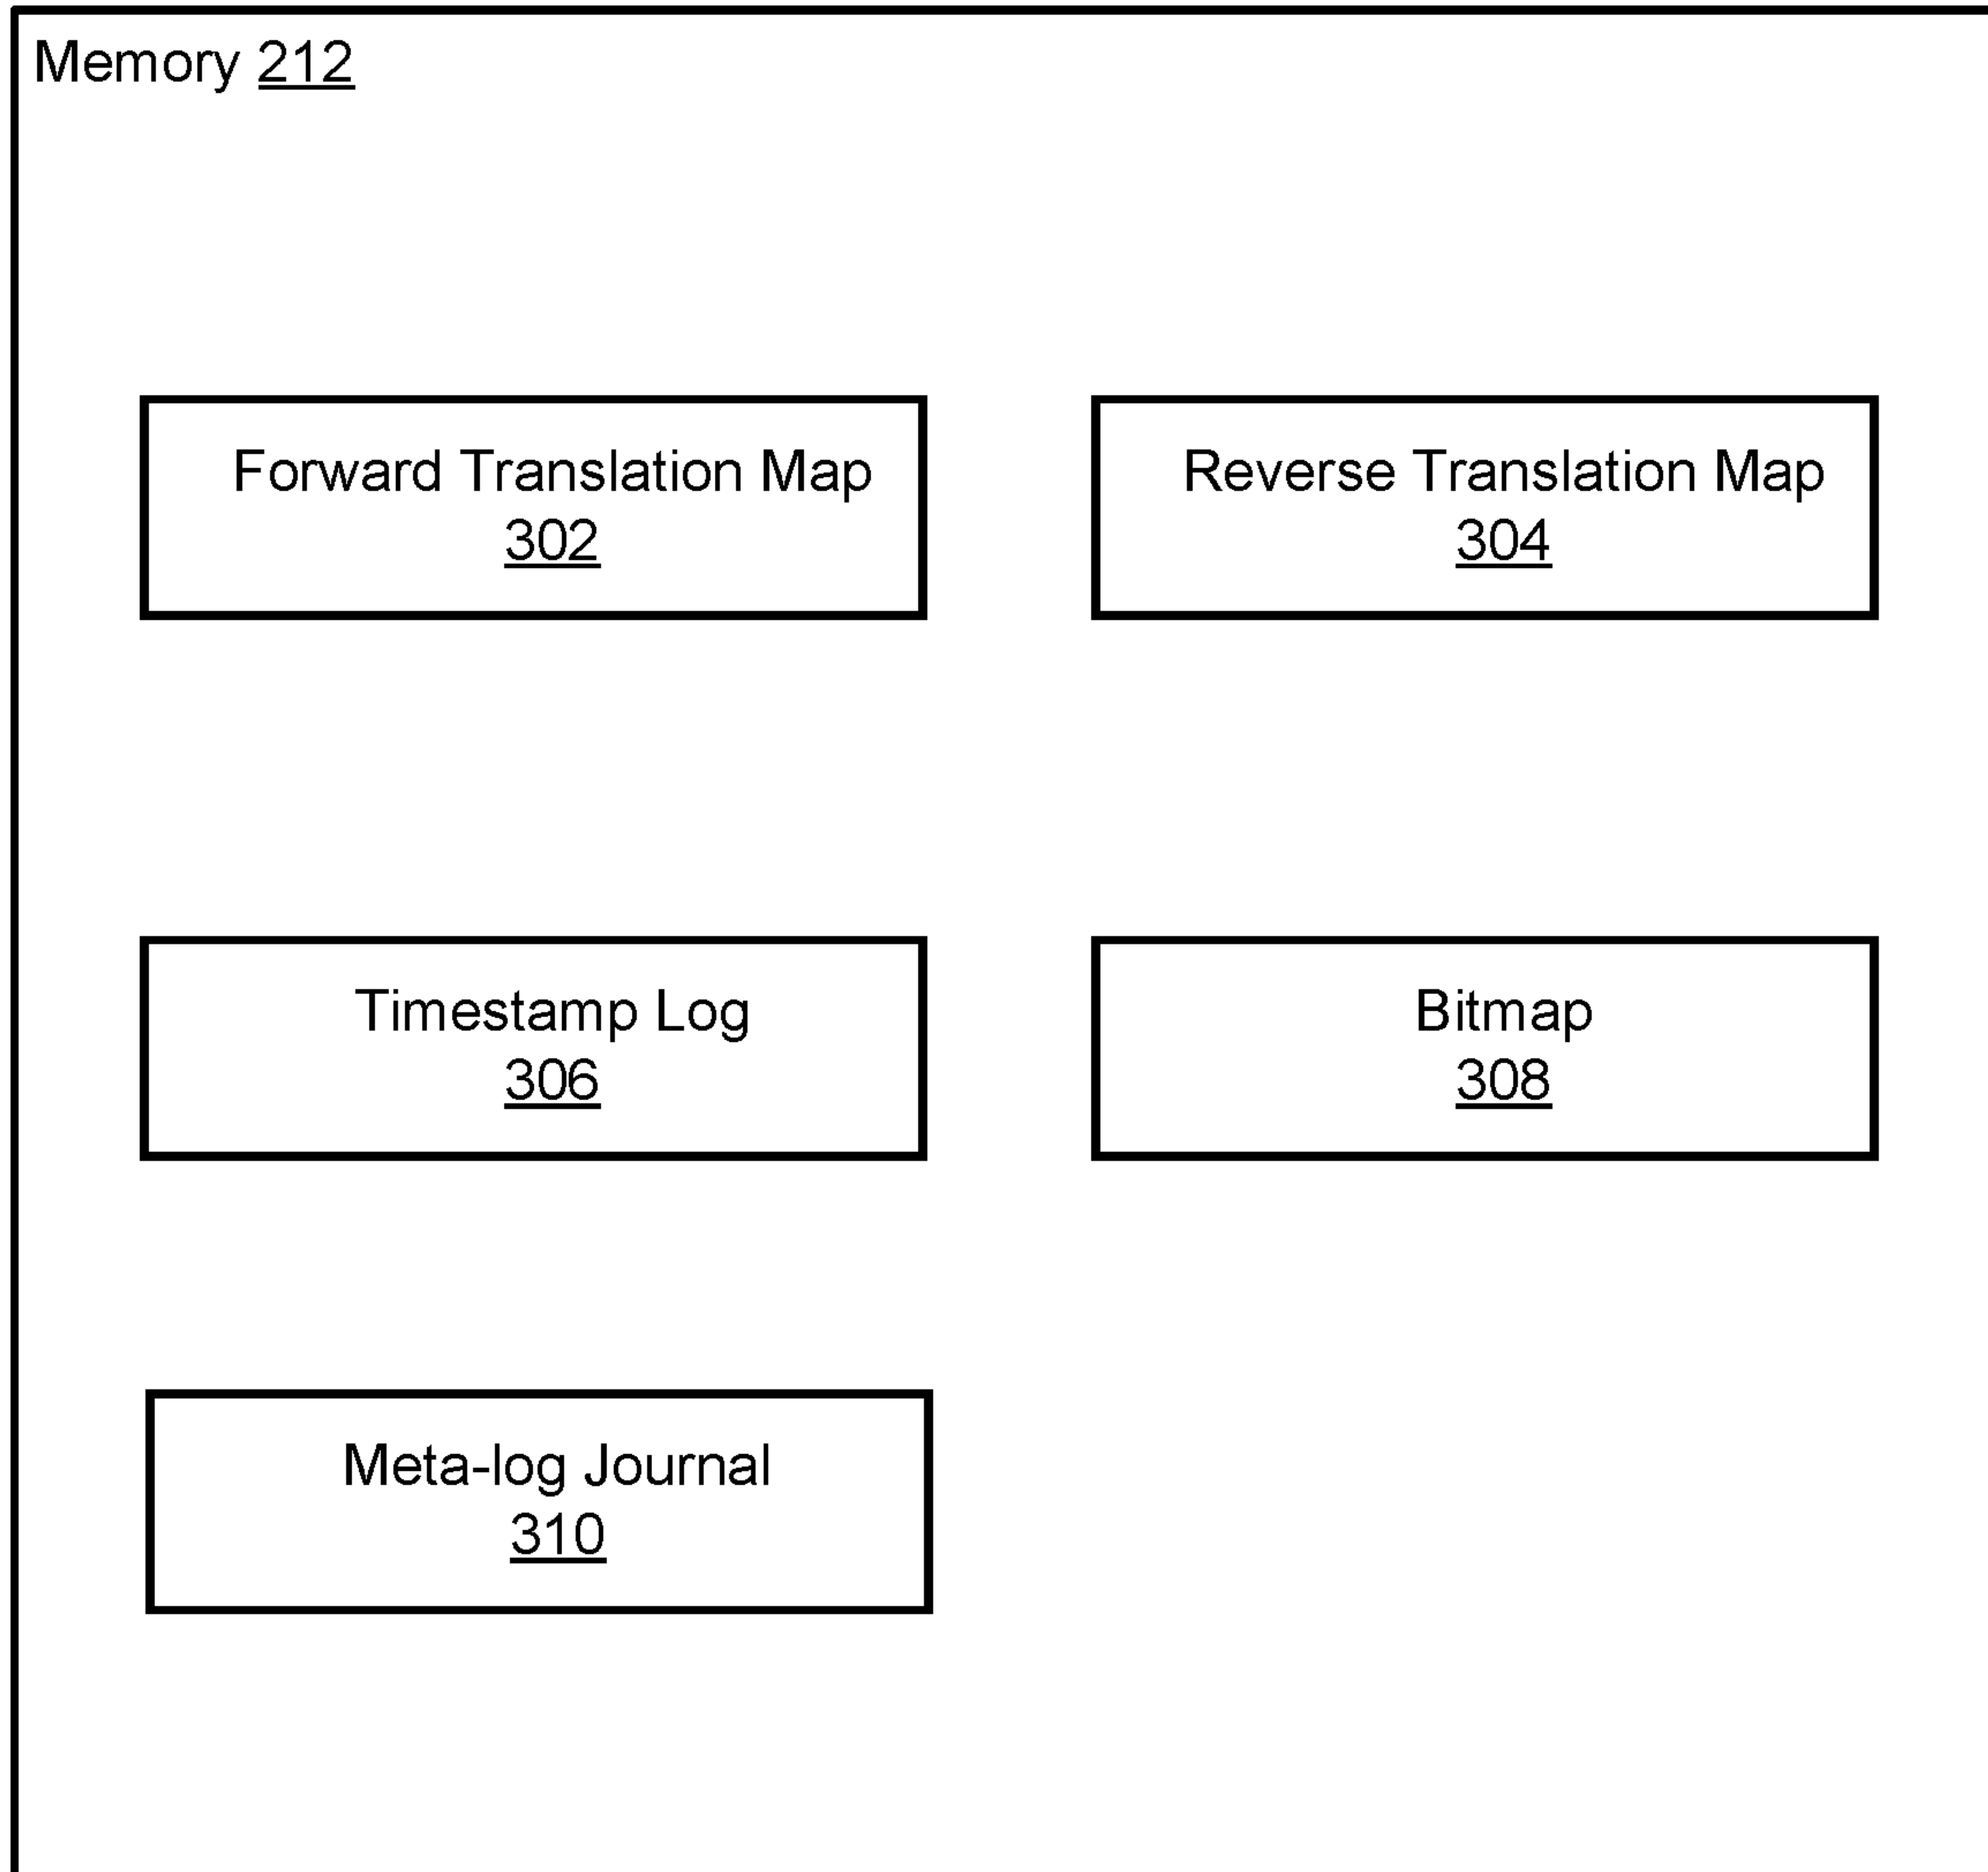 Memory 212
Forward Translation Map
302
Reverse Translation Map
304
Timestamp Log
306
Bitmap
308
Meta-log Journal
310